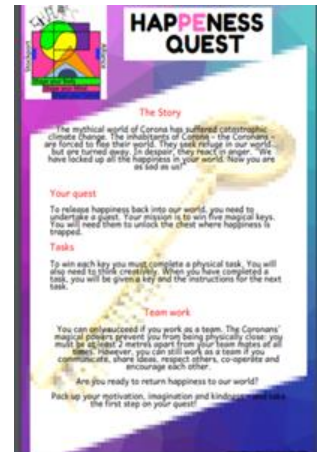 HAPPENESS
QUEST
Stockport
Alliance
The Story
The mythical world of Corona has suffered catastrophic
climate change. The inhabitants of Corona - the Coronans -
are forced to flee their world. They seek refuge in our world...
but are turned away. In despair, they react in anger. "We
have locked up all the happiness in your world. Now you are
as sad as us!"
Your quest
To release happiness back into our world, you need to
undertake a quest. Your mission is to win five magical keys.
You will need them to unlock the chest where happiness is
trapped.
Tasks
To win each key you must complete a physical task. You will
also need to think creatively. When you have completed a
task, you will be given a key and the instructions for the next
task.
Team work
You can only succeed if you work as a team. The Coronans'
magical powers prevent you from being physically close: you
must be at least 2 metres apart from your team mates at all
times. However, you can still work as a team if you
communicate, share ideas, respect others, co-operate and
encourage each other.
Are you ready to return happiness to our world?
Pack up your motivation, imagination and kindness - and take
the first step on your quest!